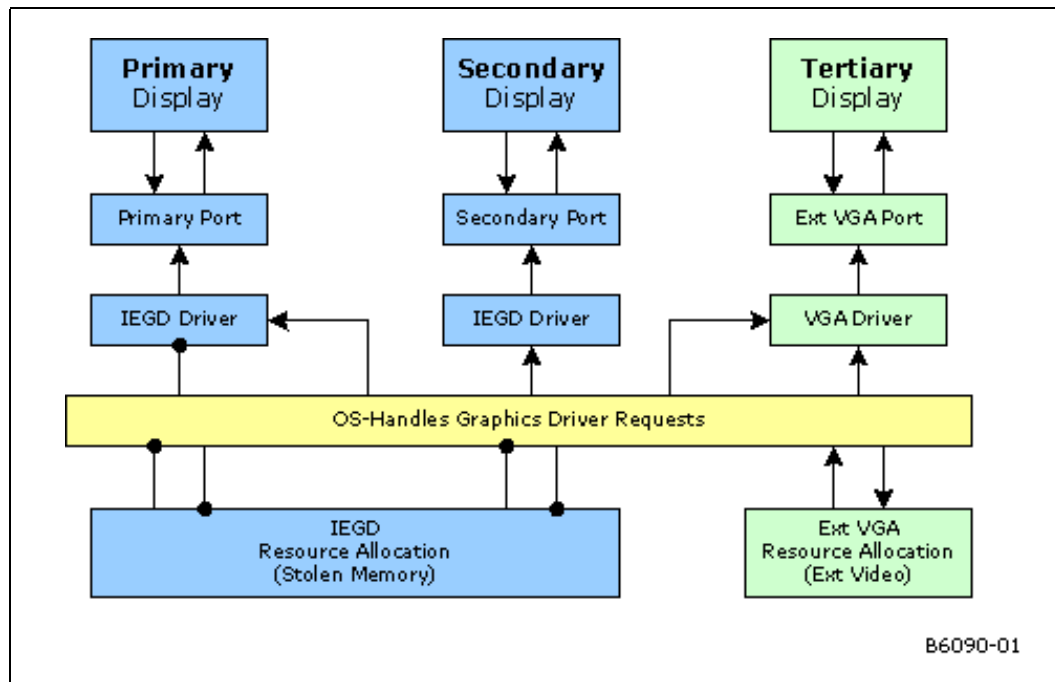 Primary
Display
Secondary
Display
Tertiary
Display
Primary Port
Secondary Port
Ext VGA Port
IEGD Driver
IEGD Driver
VGA Driver
OS-Handles Graphics Driver Requests
IEGD
Resource Allocation
(Stolen Memory)
Ext VGA
Resource Allocation
(Ext Video)
B6090-01